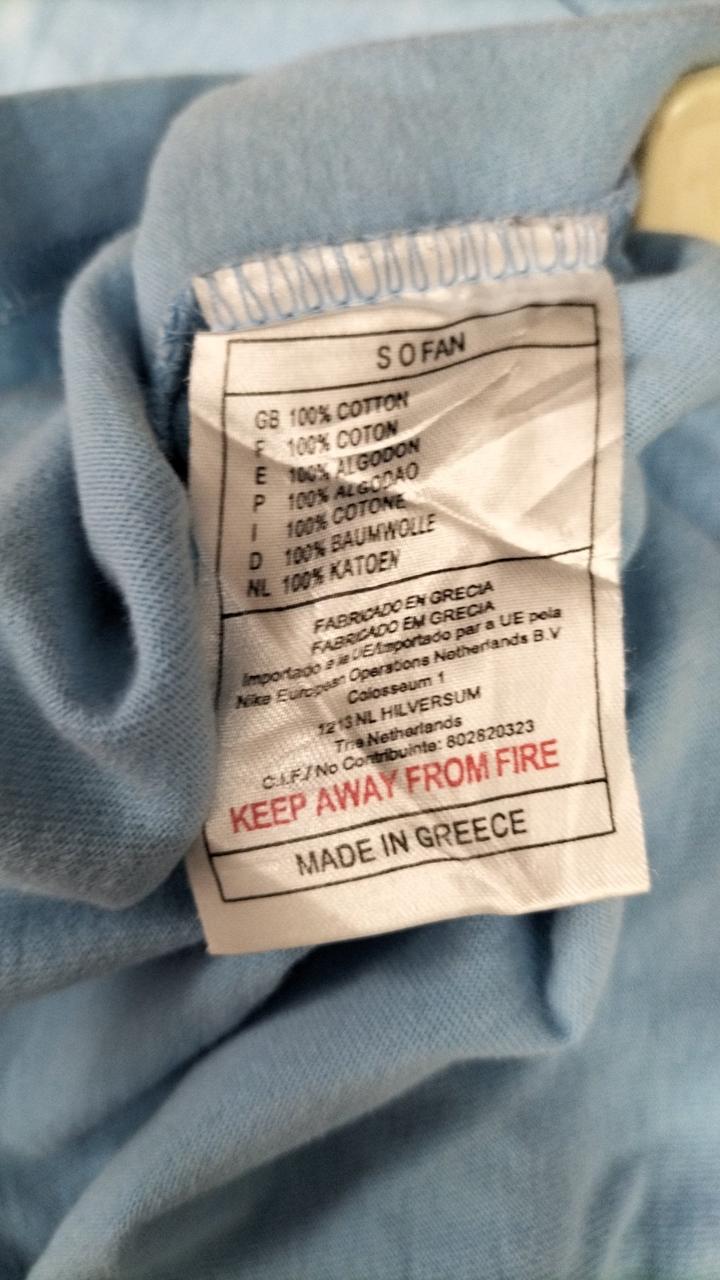 SOFAN
GB 100% COTTON
F 100% COTON
E 100% ALGODON
P 100% ALGODAO
I 100% COTONE
D 100% BAUMWOLLE
NL 100% KATOEN
FABRICADO EN GRECIA
FABRICADO EM GRECIA
Importado a la UE/Importado par a UE pela
Nike European Operations Netherlands B.V
Colosseum 1
1213 NL HILVERSUM
The Netherlands
C.I.F./ No Contribuinte: 802820323
KEEP AWAY FROM FIRE
MADE IN GREECE